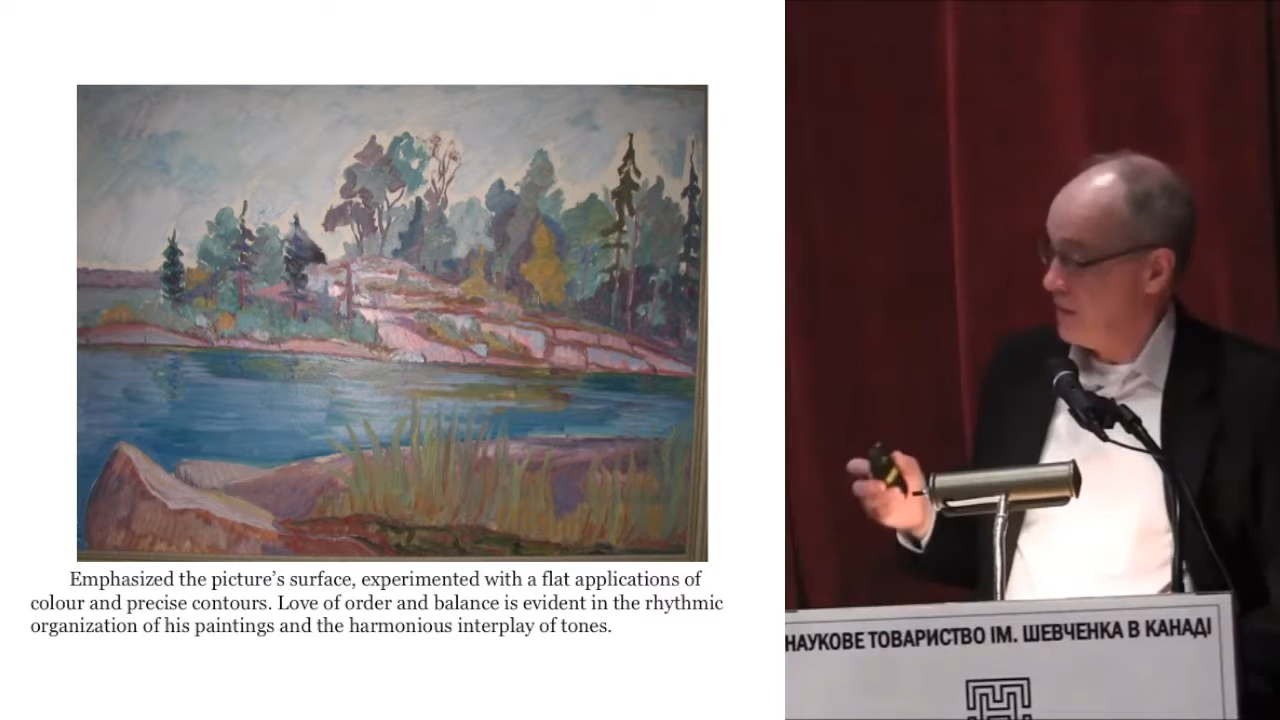 Emphasized the picture's surface, experimented with a flat applications of
colour and precise contours. Love of order and balance is evident in the rhythmic
organization of his paintings and the harmonious interplay of tones.
НАУКОВЕ ТОВАРИСТВО ІМ. ШЕВЧЕНКА В КАНАДІ